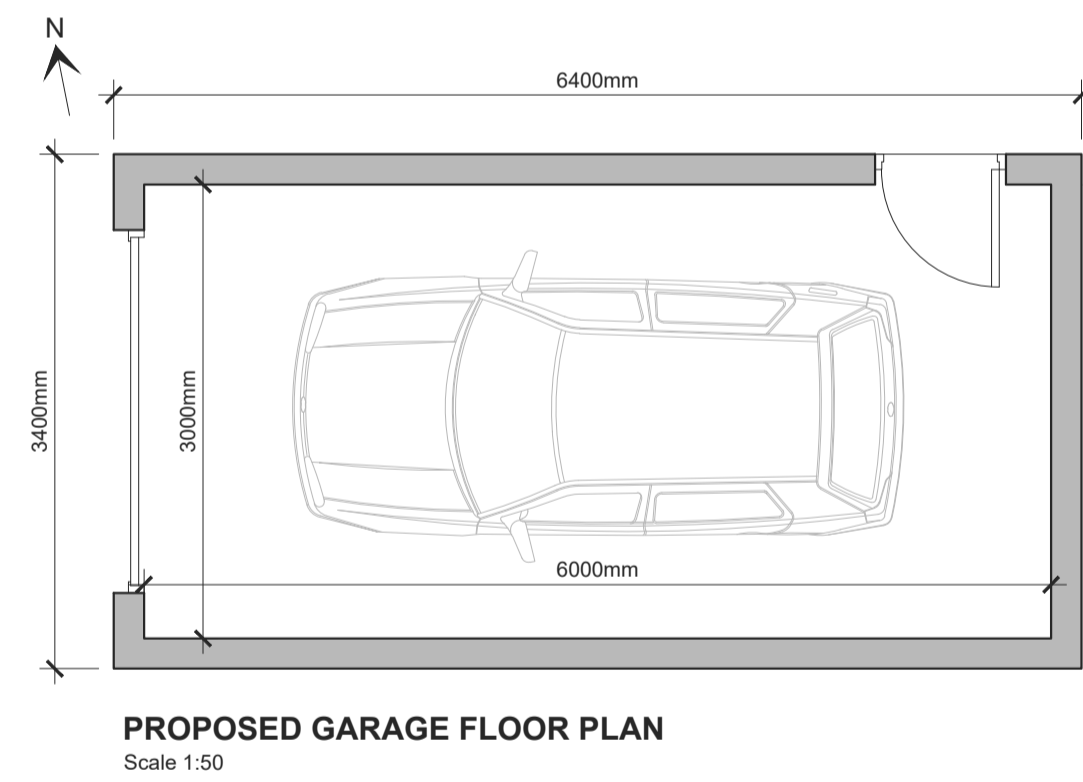 N
6400mm
3400mm
3000mm
6000mm
PROPOSED GARAGE FLOOR PLAN
Scale 1:50